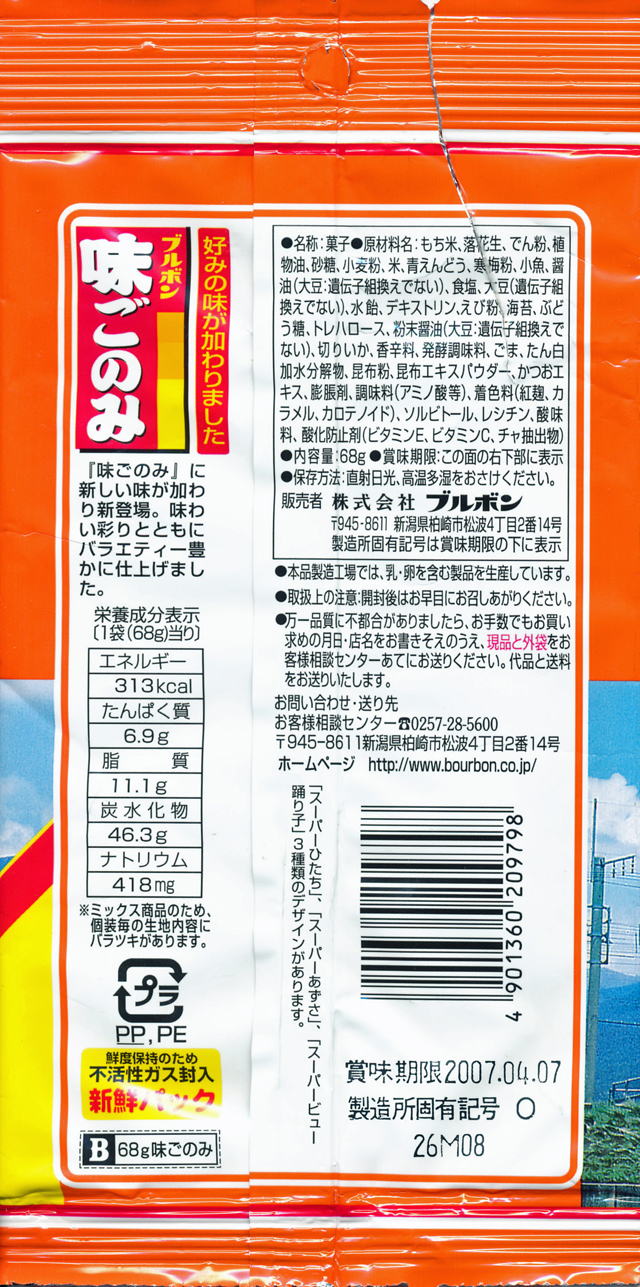 好みの味が加わりました
ブルボン
味ごのみ
『味ごのみ』に
新しい味が加わ
り新登場。味わ
い彩りとともに
バラエティー豊
かに仕上げまし
た。
栄養成分表示
〔1袋(68g)当り〕
エネルギー
313kcal
たんぱく質
6.9g
脂 質
11.1g
炭水化物
46.3g
ナトリウム
418mg
※ミックス商品のため、
個装毎の生地内容に
バラツキがあります。
プラ
PP,PE
鮮度保持のため
不活性ガス封入
新鮮パック
B 68g味ごのみ
●名称:菓子●原材料名:もち米、落花生、でん粉、植
物油、砂糖、小麦粉、米、青えんどう、寒梅粉、小魚、醤
油(大豆:遺伝子組換えでない)、食塩、大豆(遺伝子組
換えでない)、水飴、デキストリン、えび粉、海苔、ぶど
う糖、トレハロース、粉末醤油(大豆:遺伝子組換えで
ない)、切りいか、香辛料、発酵調味料、ごま、たん白
加水分解物、昆布粉、昆布エキスパウダー、かつおエ
キス、膨脹剤、調味料(アミノ酸等)、着色料(紅麹、カ
ラメル、カロテノイド)、ソルビトール、レシチン、酸味
料、酸化防止剤(ビタミンE、ビタミンC、チャ抽出物)
●内容量:68g●賞味期限:この面の右下部に表示
●保存方法:直射日光、高温多湿をおさけください。
販売者 株式会社 ブルボン
〒945-8611 新潟県柏崎市松波4丁目2番14号
製造所固有記号は賞味期限の下に表示
●本品製造工場では、乳・卵を含む製品を生産しています。
●取扱上の注意:開封後はお早目にお召しあがりください。
●万一品質に不都合がありましたら、お手数でもお買い
求めの月日・店名をお書きそえのうえ、現品と外袋をお
客様相談センターあてにお送りください。代品と送料
をお送りいたします。
お問い合わせ・送り先
お客様相談センター☎0257-28-5600
〒945-8611新潟県柏崎市松波4丁目2番14号
ホームページ http://www.bourbon.co.jp/
「スーパーひたち」、「スーパーあずさ」、「スーパービュー
踊り子」3種類のデザインがあります。
4 901360 209798
賞味期限2007.04.07
製造所固有記号 O
26M08